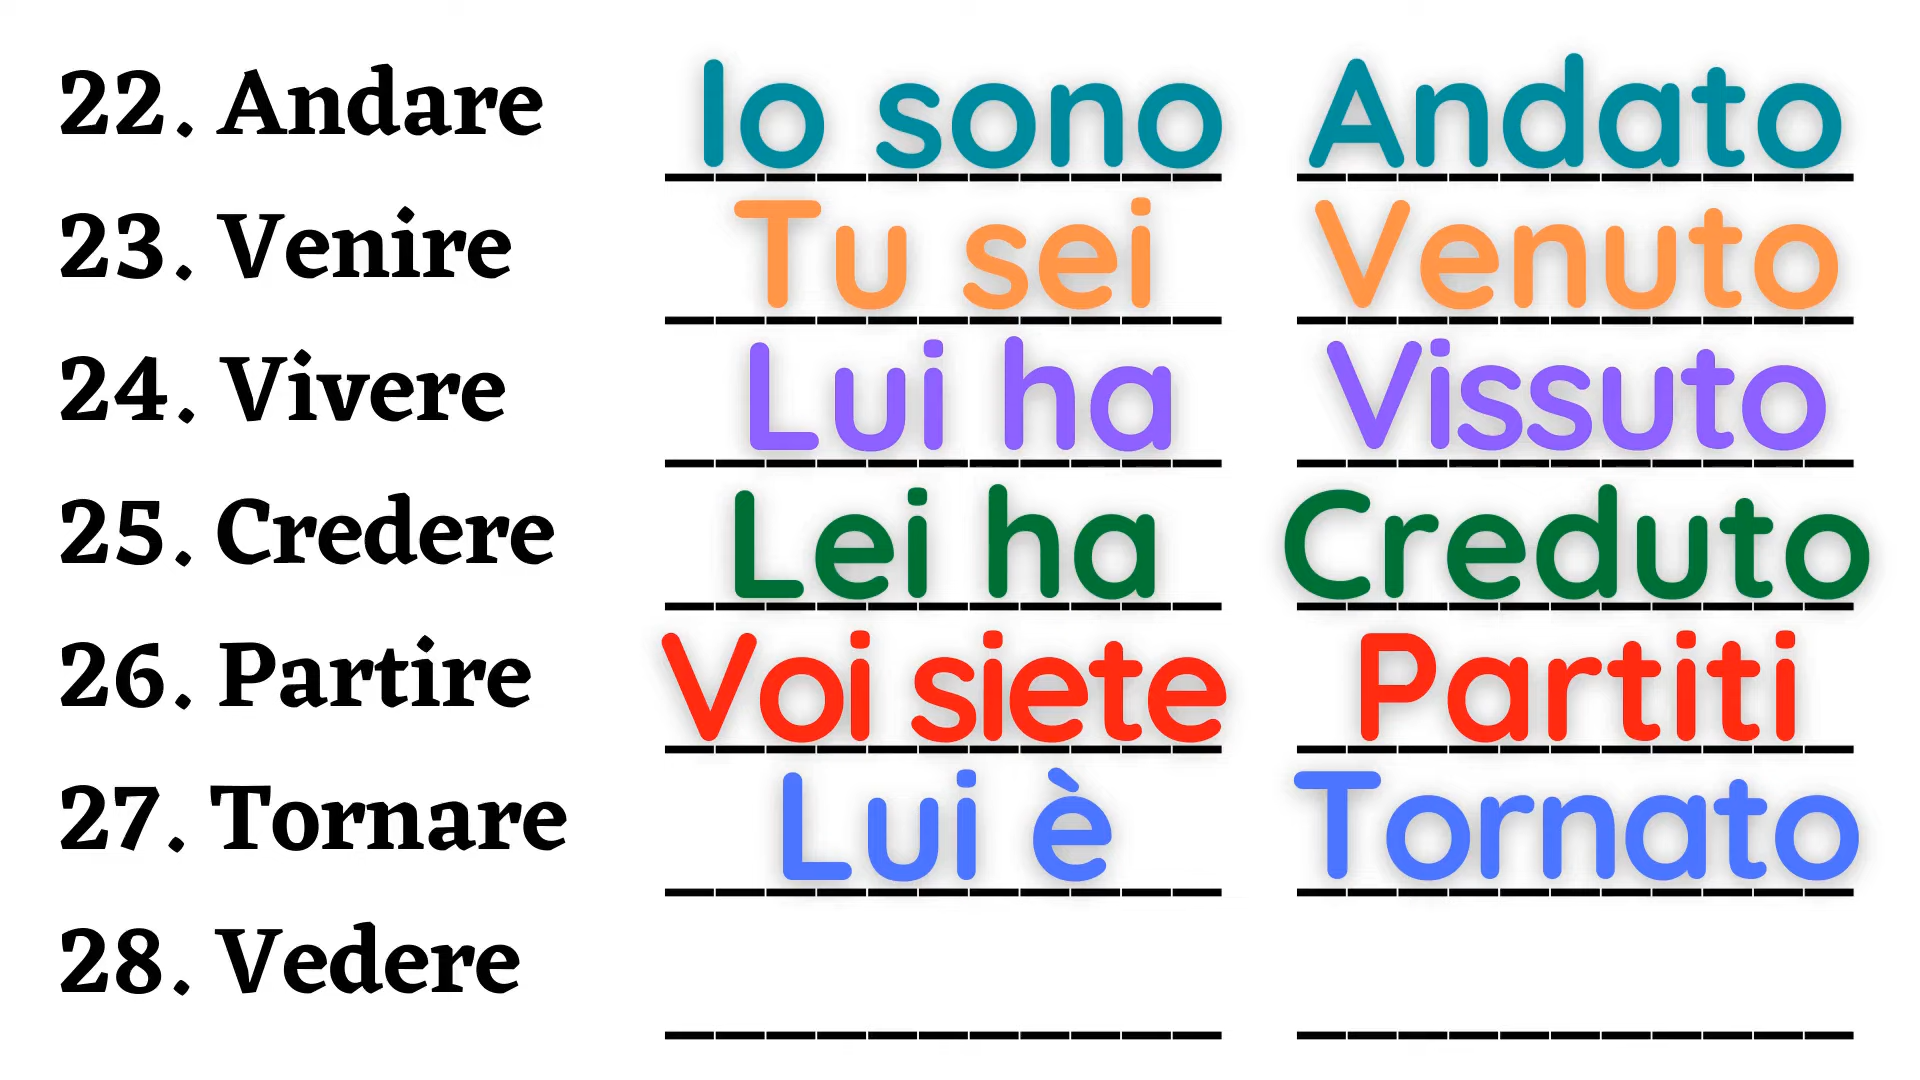 22. Andare Io sono Andato
23. Venire Tu sei Venuto
24. Vivere Lui ha Vissuto
25. Credere Lei ha Creduto
26. Partire Voi siete Partiti
27. Tornare Lui è Tornato
28. Vedere